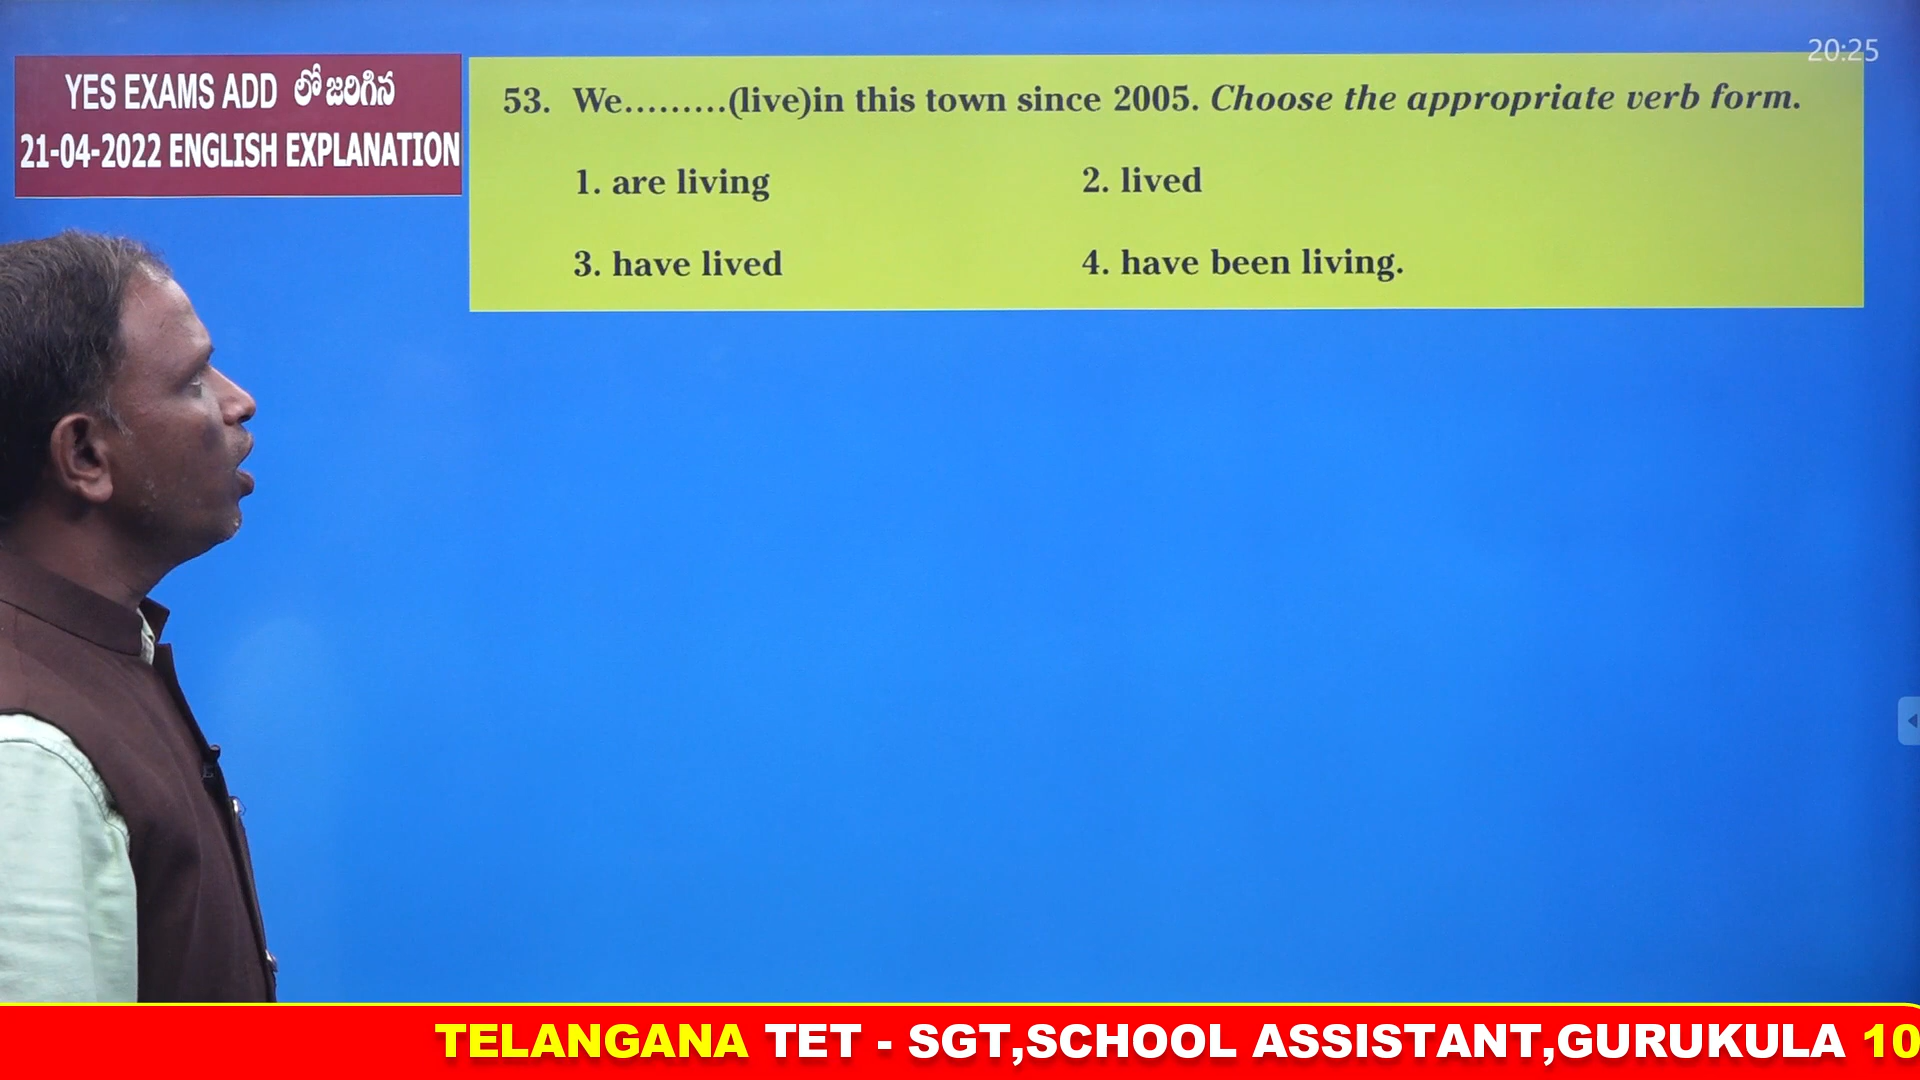 20:25
YES EXAMS ADD లో జరిగిన
21-04-2022 ENGLISH EXPLANATION
53. We.........(live)in this town since 2005. Choose the appropriate verb form.
1. are living 2. lived
3. have lived 4. have been living.
TELANGANA TET - SGT,SCHOOL ASSISTANT,GURUKULA 10